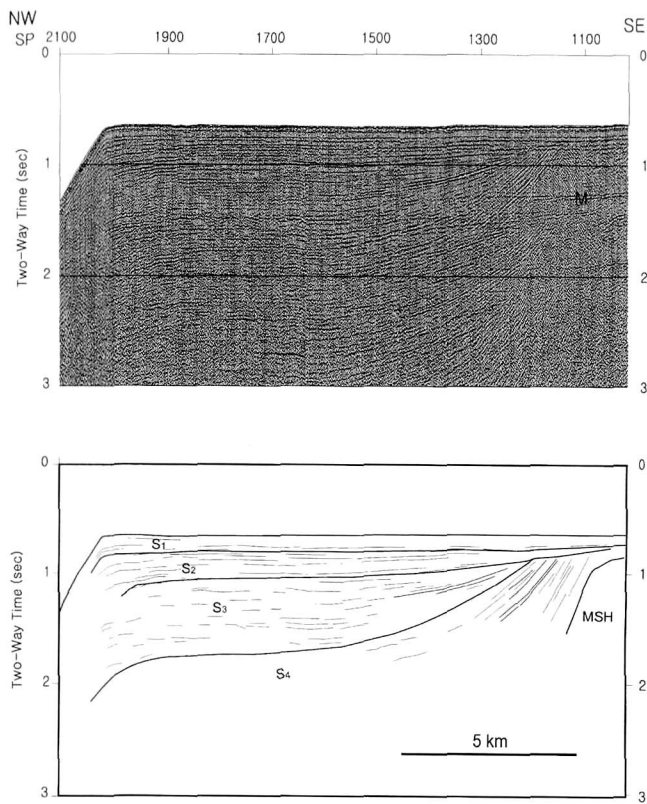 NW
SE
SP 2100 1900 1700 1500 1300 1100
0 0
1 1
M
2 2
3 3
Two-Way Time (sec)
0 0
S1
S2
1 1
S3
MSH
S4
2 2
5 km
3 3
Two-Way Time (sec)